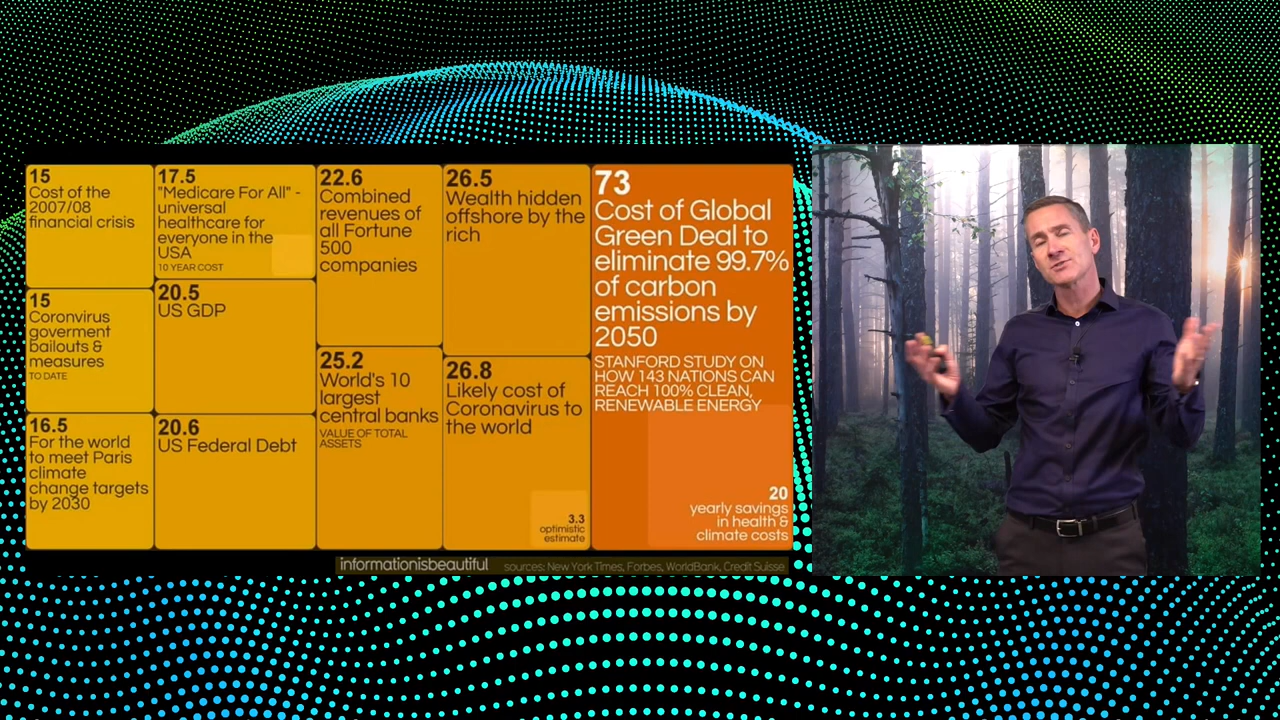 15
Cost of the
2007/08
financial crisis
15
Coronvirus
goverment
bailouts &
measures
TO DATE
16.5
For the world
to meet Paris
climate
change targets
by 2030
17.5
"Medicare For All" -
universal
healthcare for
everyone in the
USA
10 YEAR COST
20.5
US GDP
20.6
US Federal Debt
22.6
Combined
revenues of
all Fortune
500
companies
25.2
World's 10
largest
central banks
VALUE OF TOTAL
ASSETS
26.5
Wealth hidden
offshore by the
rich
26.8
Likely cost of
Coronavirus to
the world
3.3
optimistic
estimate
73
Cost of Global
Green Deal to
eliminate 99.7%
of carbon
emissions by
2050
STANFORD STUDY ON
HOW 143 NATIONS CAN
REACH 100% CLEAN,
RENEWABLE ENERGY
20
yearly savings
in health &
climate costs
informationisbeautiful sources: New York Times, Forbes, WorldBank, Credit Suisse